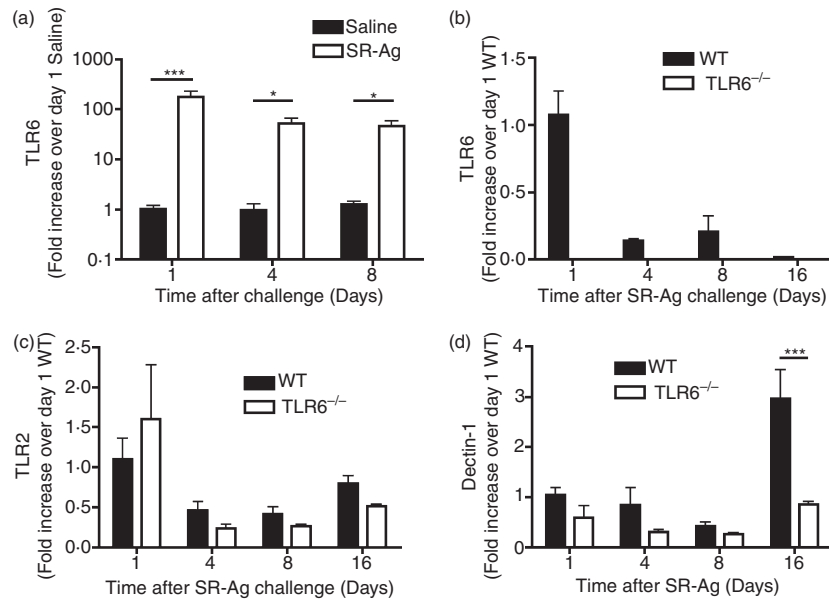 (a)
Saline
SR-Ag
TLR6
(Fold increase over day 1 Saline)
1000
100
10
1
0·1
***
*
*
1 4 8
Time after challenge (Days)
(b)
WT
TLR6−/−
TLR6
(Fold increase over day 1 WT)
1·5
1·0
0·5
0·0
1 4 8 16
Time after SR-Ag challenge (Days)
(c)
WT
TLR6−/−
TLR2
(Fold increase over day 1 WT)
2·5
2·0
1·5
1·0
0·5
0·0
1 4 8 16
Time after SR-Ag challenge (Days)
(d)
WT
TLR6−/−
Dectin-1
(Fold increase over day 1 WT)
4
3
2
1
0
***
1 4 8 16
Time after SR-Ag (Days)